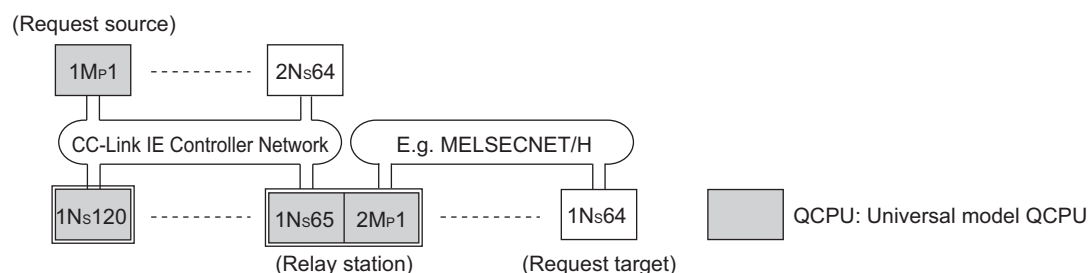 (Request source)
1MP1
2NS64
CC-Link IE Controller Network
E.g. MELSECNET/H
1NS120
1NS65
2MP1
1NS64
QCPU: Universal model QCPU
(Relay station)
(Request target)